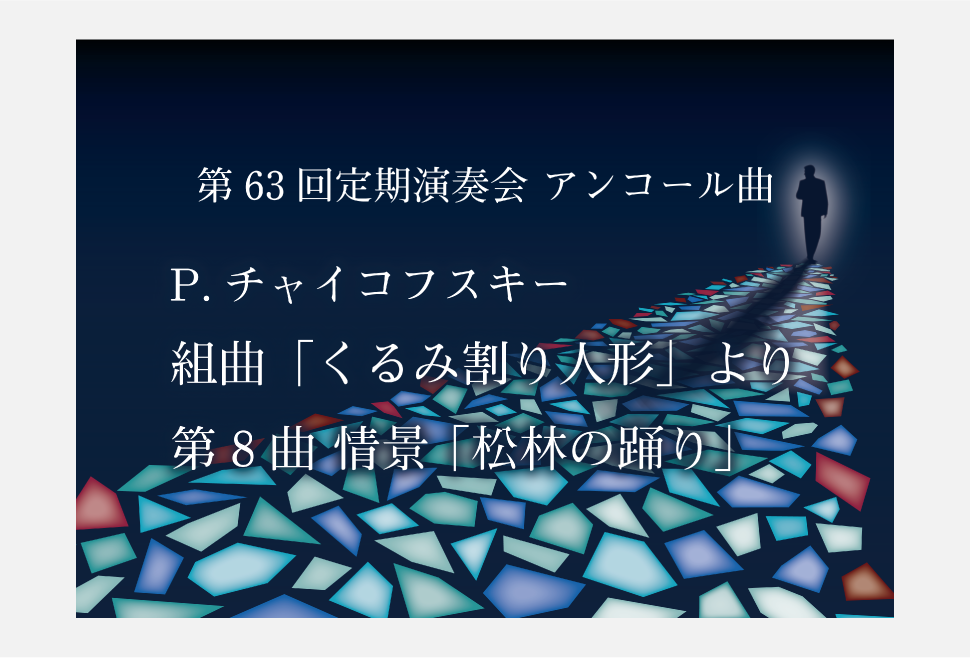 第 63 回定期演奏会 アンコール曲
P. チャイコフスキー
組曲「くるみ割り人形」より
第 8 曲 情景「松林の踊り」